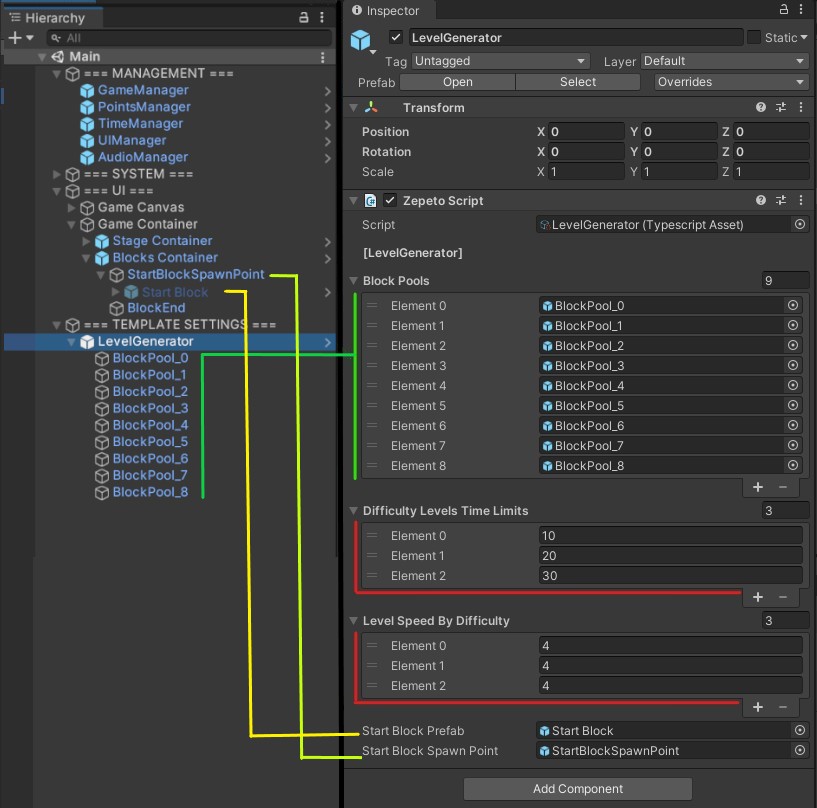 Hierarchy
All
Main
=== MANAGEMENT ===
GameManager
PointsManager
TimeManager
UIManager
AudioManager
=== SYSTEM ===
=== UI ===
Game Canvas
Game Container
Stage Container
Blocks Container
StartBlockSpawnPoint
Start Block
BlockEnd
=== TEMPLATE SETTINGS ===
LevelGenerator
BlockPool_0
BlockPool_1
BlockPool_2
BlockPool_3
BlockPool_4
BlockPool_5
BlockPool_6
BlockPool_7
BlockPool_8
Inspector
LevelGenerator Static
Tag Untagged Layer Default
Prefab Open Select Overrides
Transform
Position X 0 Y 0 Z 0
Rotation X 0 Y 0 Z 0
Scale X 1 Y 1 Z 1
Zepeto Script
Script LevelGenerator (Typescript Asset)
[LevelGenerator]
Block Pools 9
Element 0 BlockPool_0
Element 1 BlockPool_1
Element 2 BlockPool_2
Element 3 BlockPool_3
Element 4 BlockPool_4
Element 5 BlockPool_5
Element 6 BlockPool_6
Element 7 BlockPool_7
Element 8 BlockPool_8
Difficulty Levels Time Limits 3
Element 0 10
Element 1 20
Element 2 30
Level Speed By Difficulty 3
Element 0 4
Element 1 4
Element 2 4
Start Block Prefab Start Block
Start Block Spawn Point StartBlockSpawnPoint
Add Component